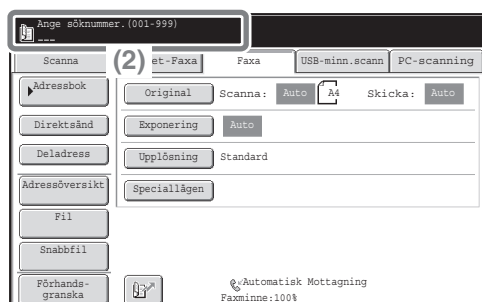 Ange söknummer.(001-999)
___
Scanna
(2)
et-Faxa
Faxa
USB-minn.scann
PC-scanning
Adressbok
Original
Scanna:
Auto
A4
Skicka:
Auto
Direktsänd
Exponering
Auto
Deladress
Upplösning
Standard
Adressöversikt
Speciallägen
Fil
Snabbfil
Förhands-
granska
Automatisk Mottagning
Faxminne:100%